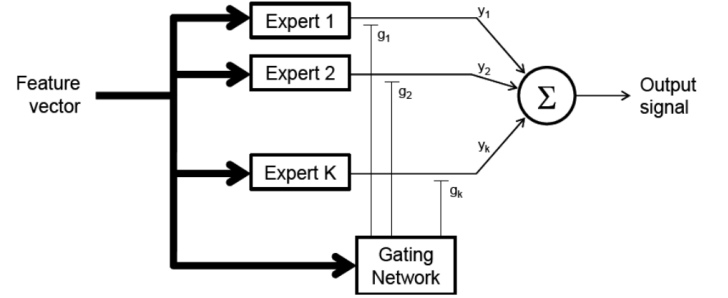 Expert 1
y1
g1
Expert 2
y2
g2
Feature
vector
Σ
Output
signal
Expert K
yk
gk
Gating
Network